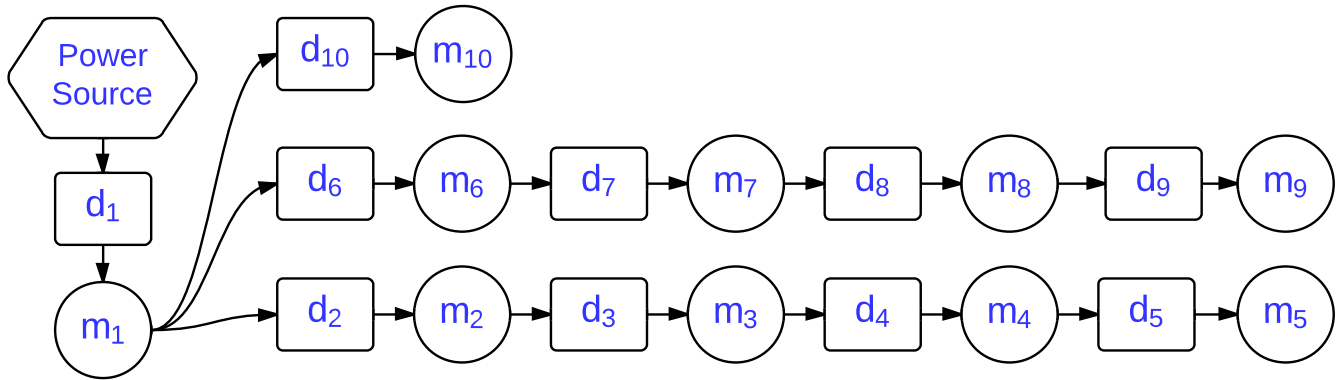 Power
Source
d₁
m₁
d₁₀ m₁₀
d₆ m₆ d₇ m₇ d₈ m₈ d₉ m₉
d₂ m₂ d₃ m₃ d₄ m₄ d₅ m₅